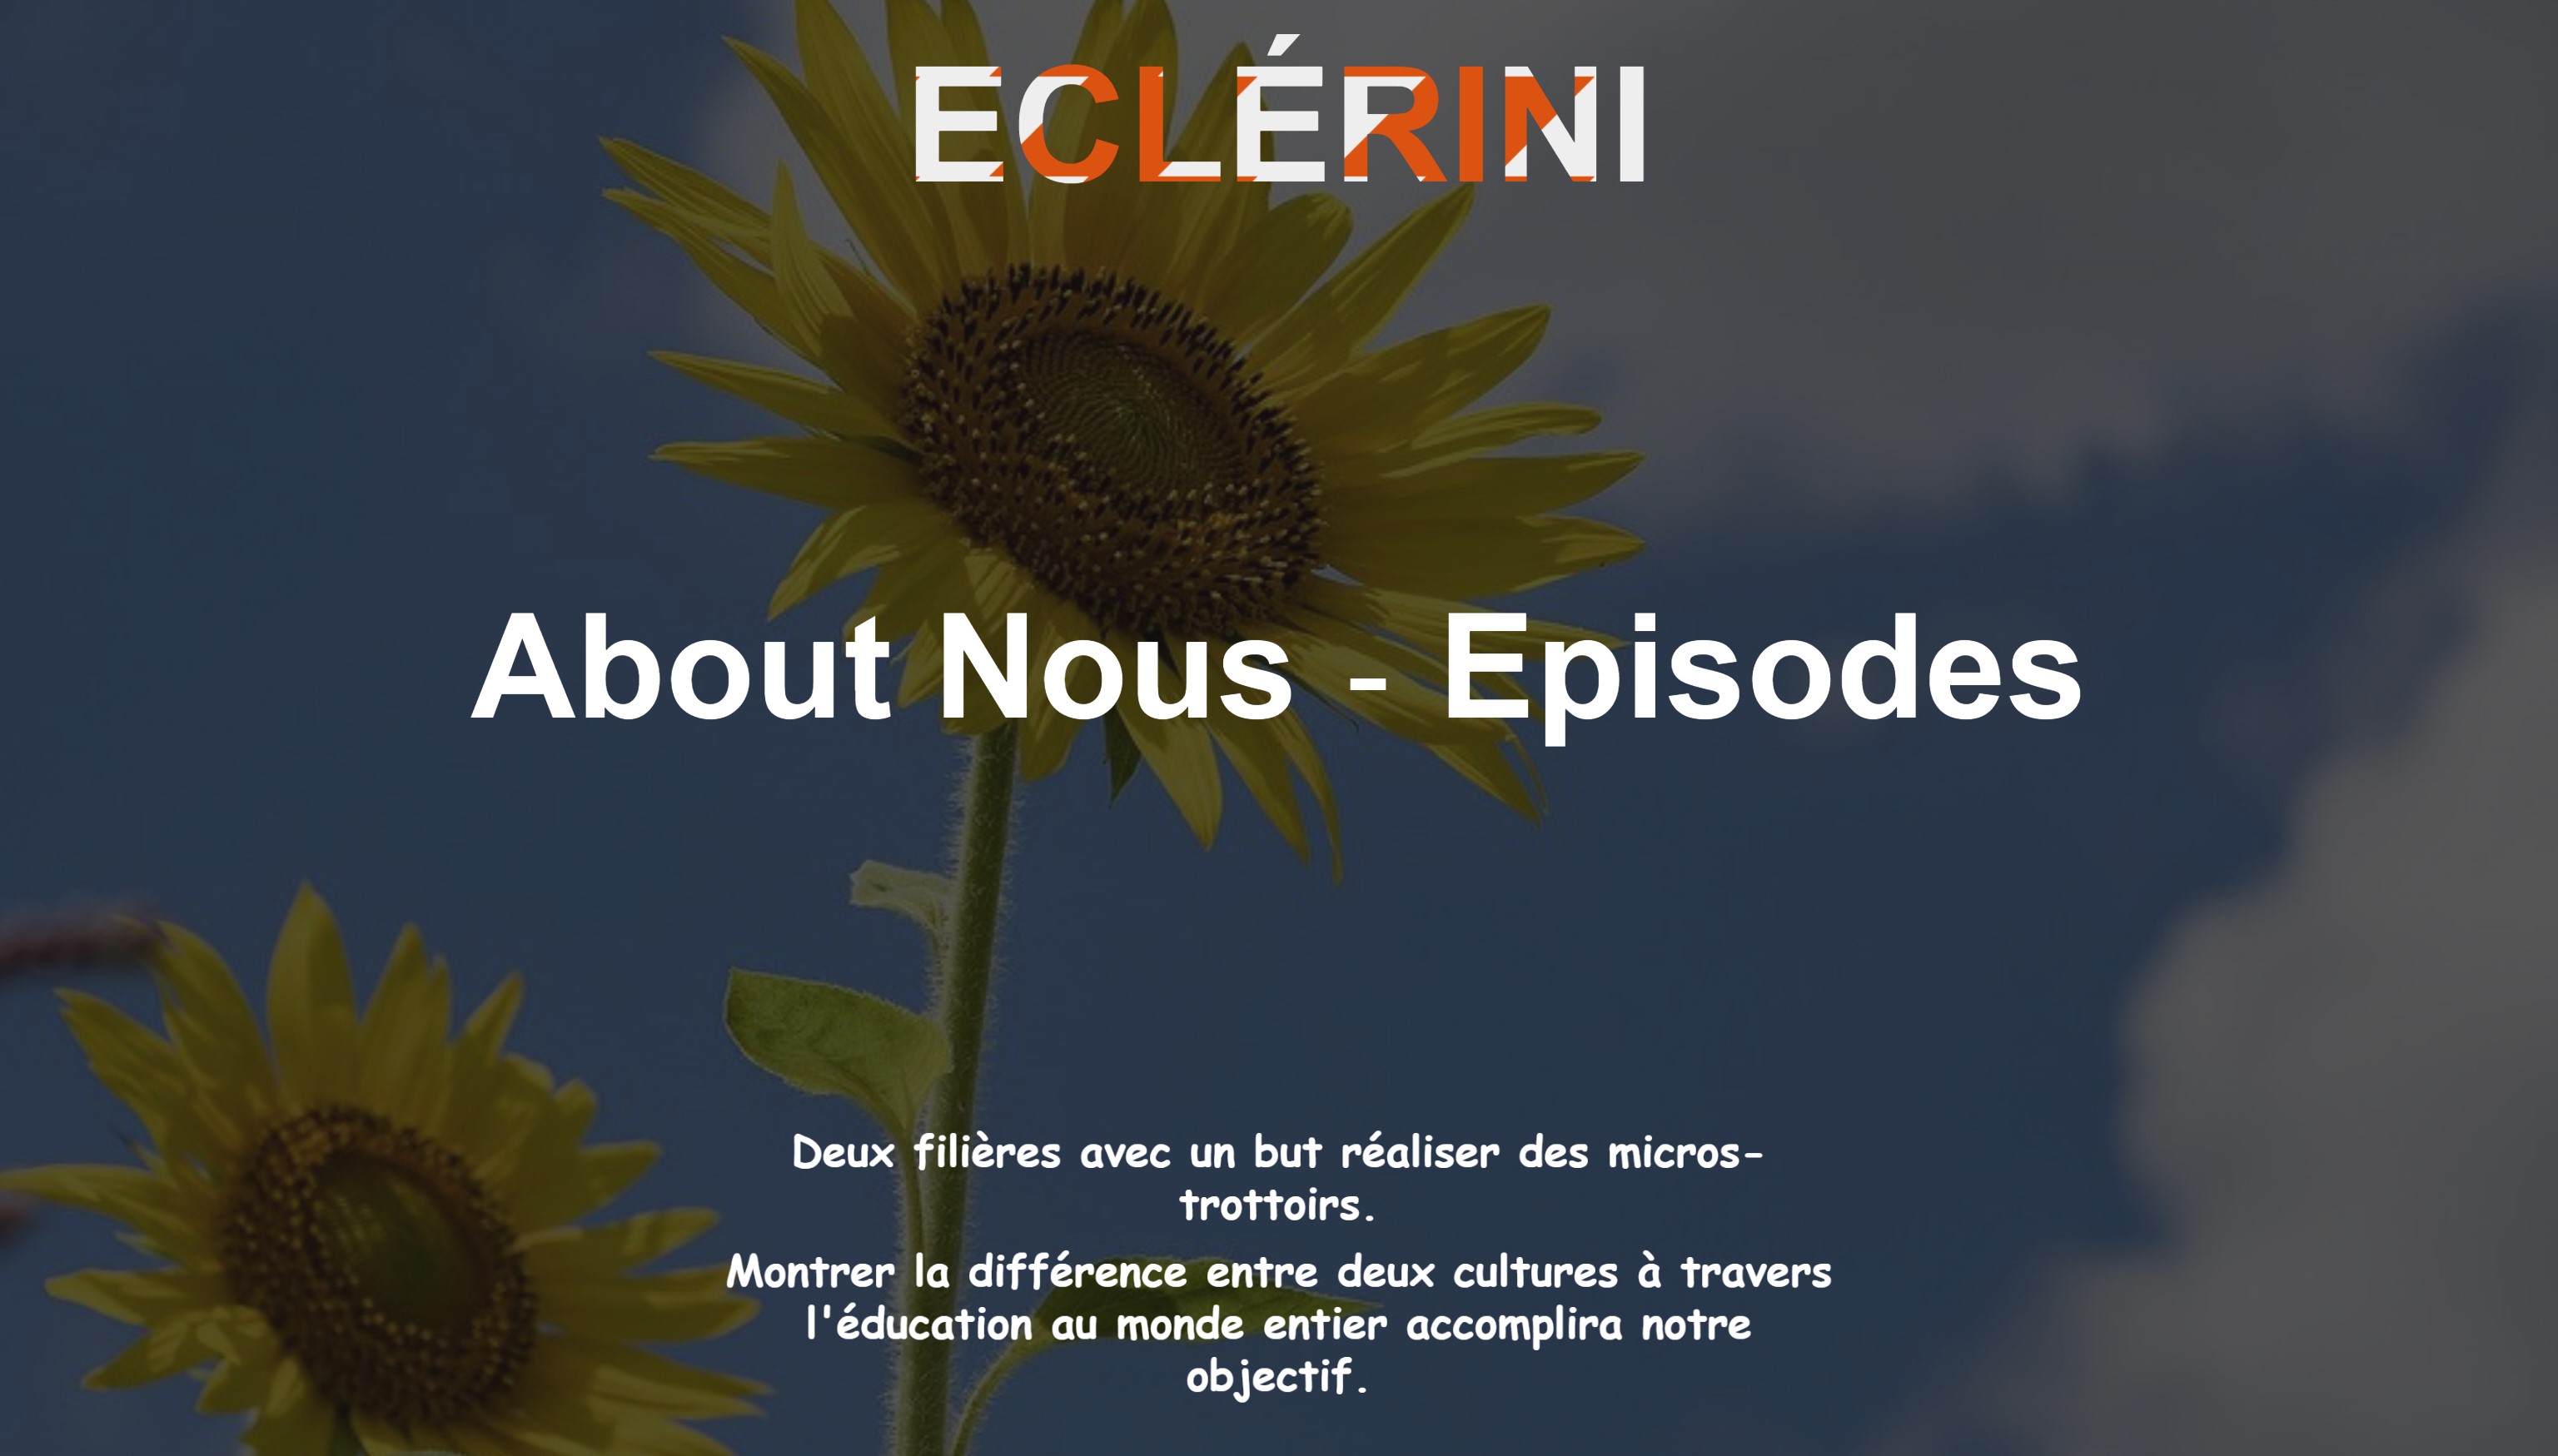 ECLÉRINI
About Nous - Episodes
Deux filières avec un but réaliser des micros-
trottoirs.
Montrer la différence entre deux cultures à travers
l'éducation au monde entier accomplira notre
objectif.